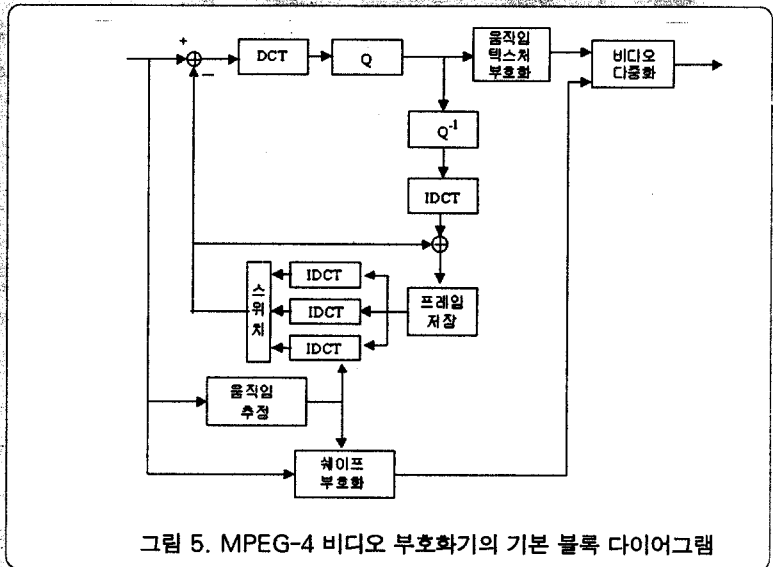 +
−
DCT
Q
움직임
텍스처
부호화
비디오
다중화
Q-1
IDCT
스
위
치
IDCT
IDCT
IDCT
프레임
저장
움직임
추정
쉐이프
부호화
그림 5. MPEG-4 비디오 부호화기의 기본 블록 다이어그램